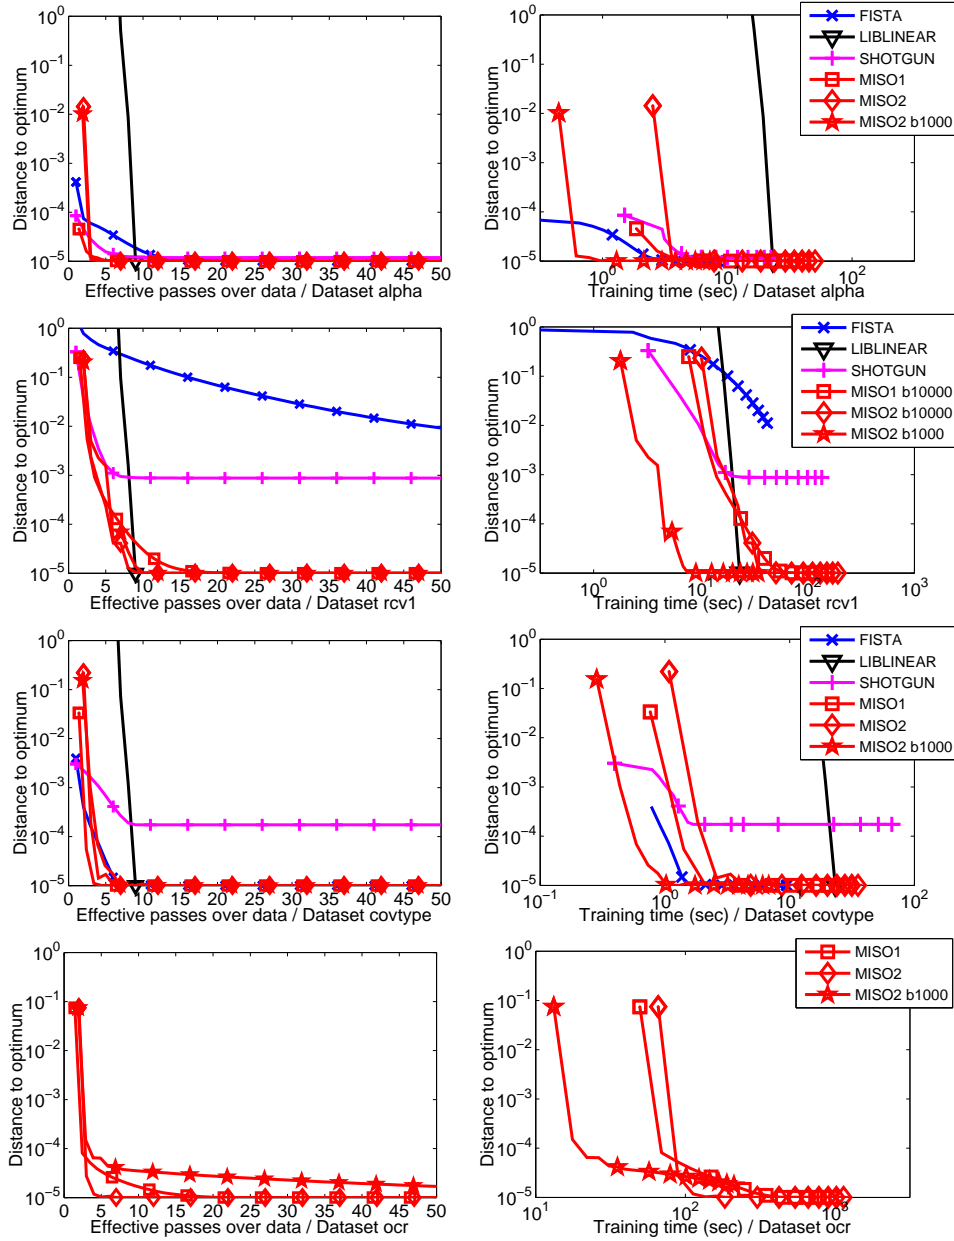 10^0
10^-1
10^-2
10^-3
10^-4
10^-5
0 5 10 15 20 25 30 35 40 45 50
Distance to optimum
Effective passes over data / Dataset alpha
10^0
10^-1
10^-2
10^-3
10^-4
10^-5
10^0 10^1 10^2
Distance to optimum
Training time (sec) / Dataset alpha
FISTA
LIBLINEAR
SHOTGUN
MISO1
MISO2
MISO2 b1000
10^0
10^-1
10^-2
10^-3
10^-4
10^-5
0 5 10 15 20 25 30 35 40 45 50
Distance to optimum
Effective passes over data / Dataset rcv1
10^0
10^-1
10^-2
10^-3
10^-4
10^-5
10^0 10^1 10^2 10^3
Distance to optimum
Training time (sec) / Dataset rcv1
FISTA
LIBLINEAR
SHOTGUN
MISO1 b10000
MISO2 b10000
MISO2 b1000
10^0
10^-1
10^-2
10^-3
10^-4
10^-5
0 5 10 15 20 25 30 35 40 45 50
Distance to optimum
Effective passes over data / Dataset covtype
10^0
10^-1
10^-2
10^-3
10^-4
10^-5
10^-1 10^0 10^1 10^2
Distance to optimum
Training time (sec) / Dataset covtype
FISTA
LIBLINEAR
SHOTGUN
MISO1
MISO2
MISO2 b1000
10^0
10^-1
10^-2
10^-3
10^-4
10^-5
0 5 10 15 20 25 30 35 40 45 50
Distance to optimum
Effective passes over data / Dataset ocr
10^0
10^-1
10^-2
10^-3
10^-4
10^-5
10^1 10^2 10^3
Distance to optimum
Training time (sec) / Dataset ocr
MISO1
MISO2
MISO2 b1000